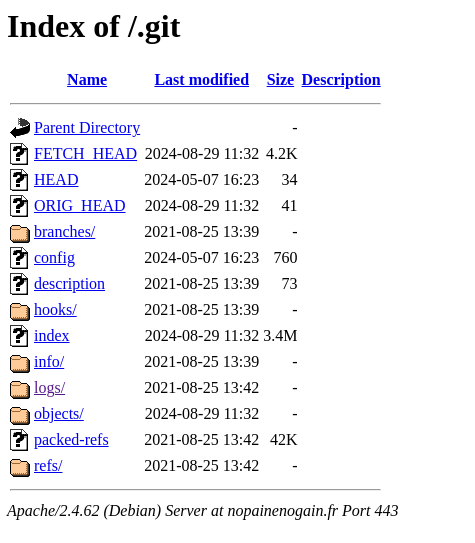 Index of /.git
Name Last modified Size Description
Parent Directory -
FETCH_HEAD 2024-08-29 11:32 4.2K
HEAD 2024-05-07 16:23 34
ORIG_HEAD 2024-08-29 11:32 41
branches/ 2021-08-25 13:39 -
config 2024-05-07 16:23 760
description 2021-08-25 13:39 73
hooks/ 2021-08-25 13:39 -
index 2024-08-29 11:32 3.4M
info/ 2021-08-25 13:39 -
logs/ 2021-08-25 13:42 -
objects/ 2024-08-29 11:32 -
packed-refs 2021-08-25 13:42 42K
refs/ 2021-08-25 13:42 -
Apache/2.4.62 (Debian) Server at nopainenogain.fr Port 443